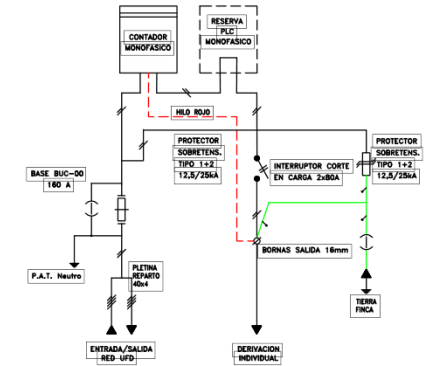 CONTADOR
MONOFASICO
RESERVA
PLC
MONOFASICO
HILO ROJO
PROTECTOR
SOBRETENS.
TIPO 1+2
12,5/25kA
PROTECTOR
SOBRETENS.
TIPO 1+2
12,5/25kA
BASE BUC-00
160 A
INTERRUPTOR CORTE
EN CARGA 2x80A
BORNAS SALIDA 16mm
P.A.T. Neutro
PLETINA
REPARTO
40x4
TIERRA
FINCA
ENTRADA/SALIDA
RED UFD
DERIVACION
INDIVIDUAL